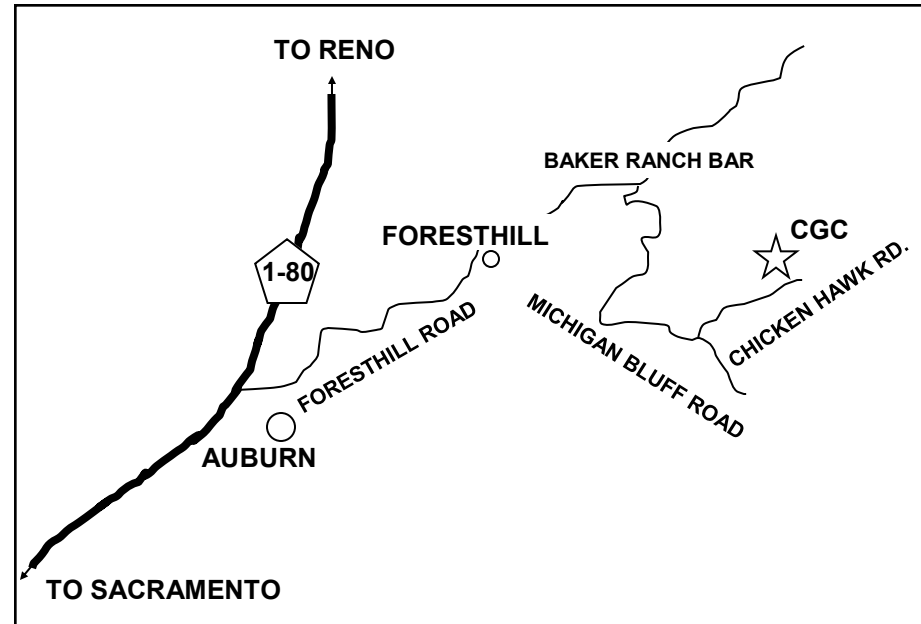 TO RENO
BAKER RANCH BAR
CGC
FORESTHILL
1-80
CHICKEN HAWK RD.
FORESTHILL ROAD
MICHIGAN BLUFF ROAD
AUBURN
TO SACRAMENTO